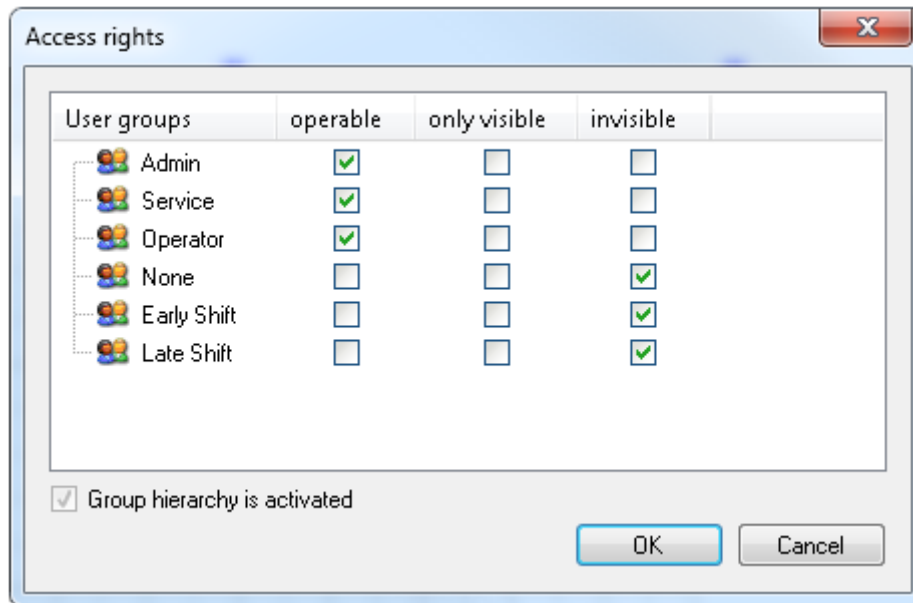 Access rights
User groups operable only visible invisible
Admin
Service
Operator
None
Early Shift
Late Shift
Group hierarchy is activated
OK Cancel